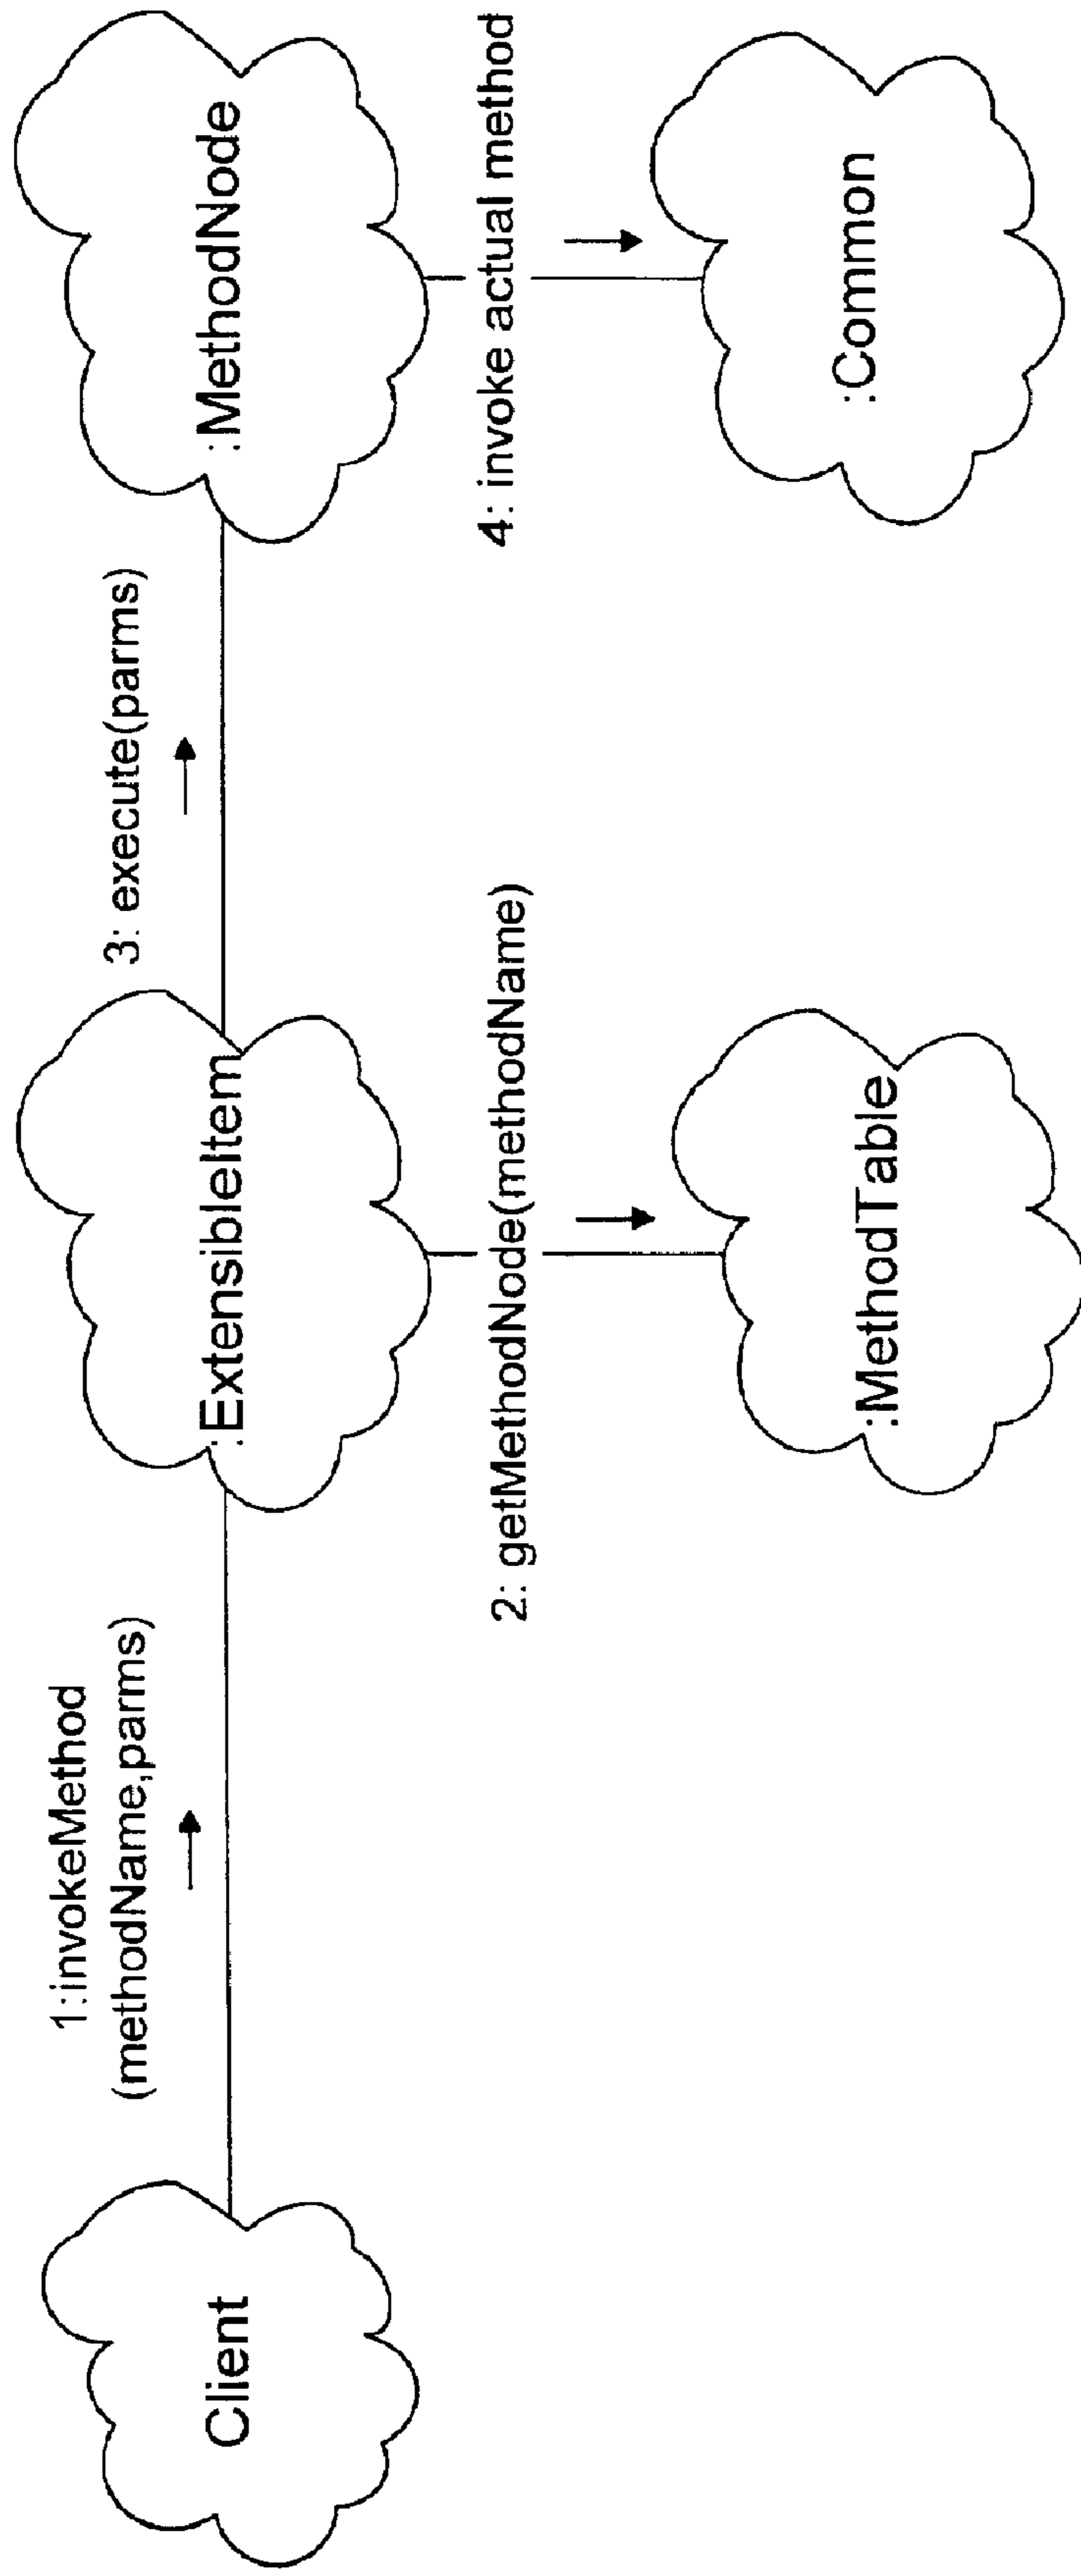 1:invokeMethod
(methodName,parms)
3: execute(parms)
Client
:ExtensibleItem
:MethodNode
2: getMethodNode(methodName)
4: invoke actual method
:MethodTable
:Common